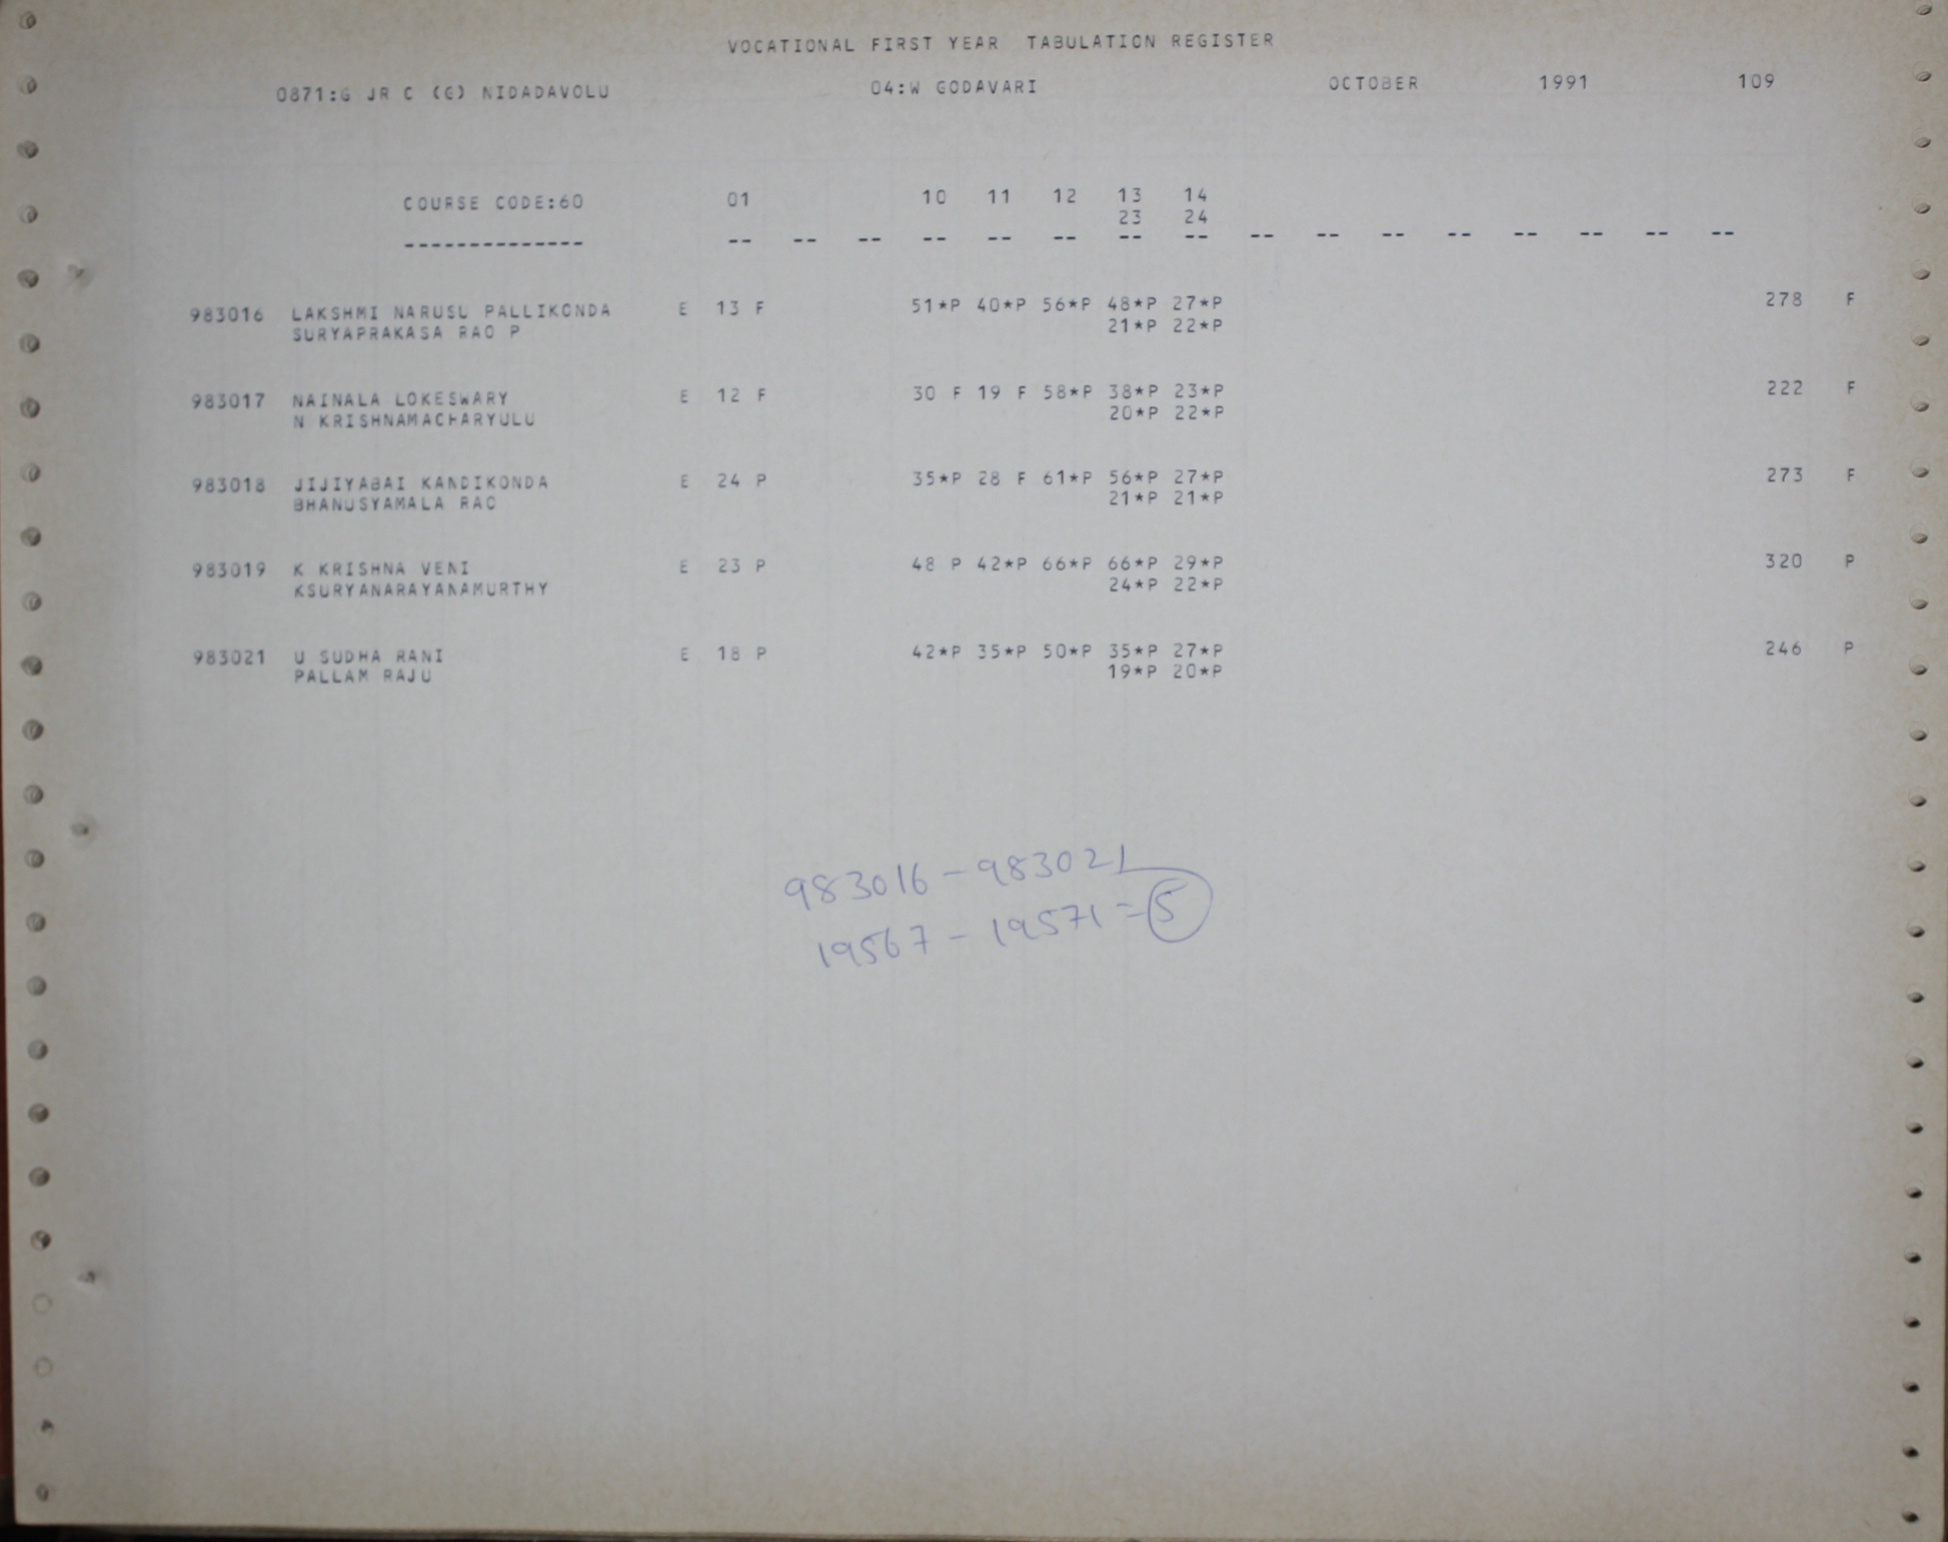 VOCATIONAL FIRST YEAR TABULATION REGISTER
0871:G JR C (G) NIDADAVOLU 04:W GODAVARI OCTOBER 1991 109
COURSE CODE:60 01 10 11 12 13 14
23 24
-------------- -- -- -- -- -- -- -- -- -- -- -- -- -- -- -- --
983016 LAKSHMI NARUSU PALLIKONDA E 13 F 51*P 40*P 56*P 48*P 27*P 278 F
SURYAPRAKASA RAO P 21*P 22*P
983017 NAINALA LOKESWARY E 12 F 30 F 19 F 58*P 38*P 23*P 222 F
N KRISHNAMACHARYULU 20*P 22*P
983018 JIJIYABAI KANDIKONDA E 24 P 35*P 28 F 61*P 56*P 27*P 273 F
BHANUSYAMALA RAO 21*P 21*P
983019 K KRISHNA VENI E 23 P 48 P 42*P 66*P 66*P 29*P 320 P
KSURYANARAYANAMURTHY 24*P 22*P
983021 U SUDHA RANI E 18 P 42*P 35*P 50*P 35*P 27*P 246 P
PALLAM RAJU 19*P 20*P
983016 - 983021
19567 - 19571 = 5